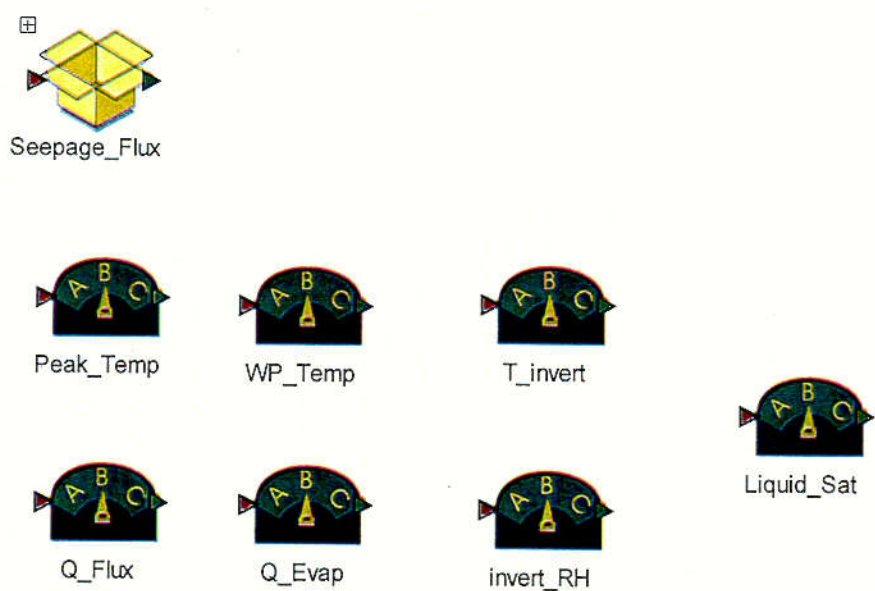 Seepage_Flux
A B C
Peak_Temp
A B C
WP_Temp
A B C
T_invert
A B C
Liquid_Sat
A B C
Q_Flux
A B C
Q_Evap
A B C
invert_RH